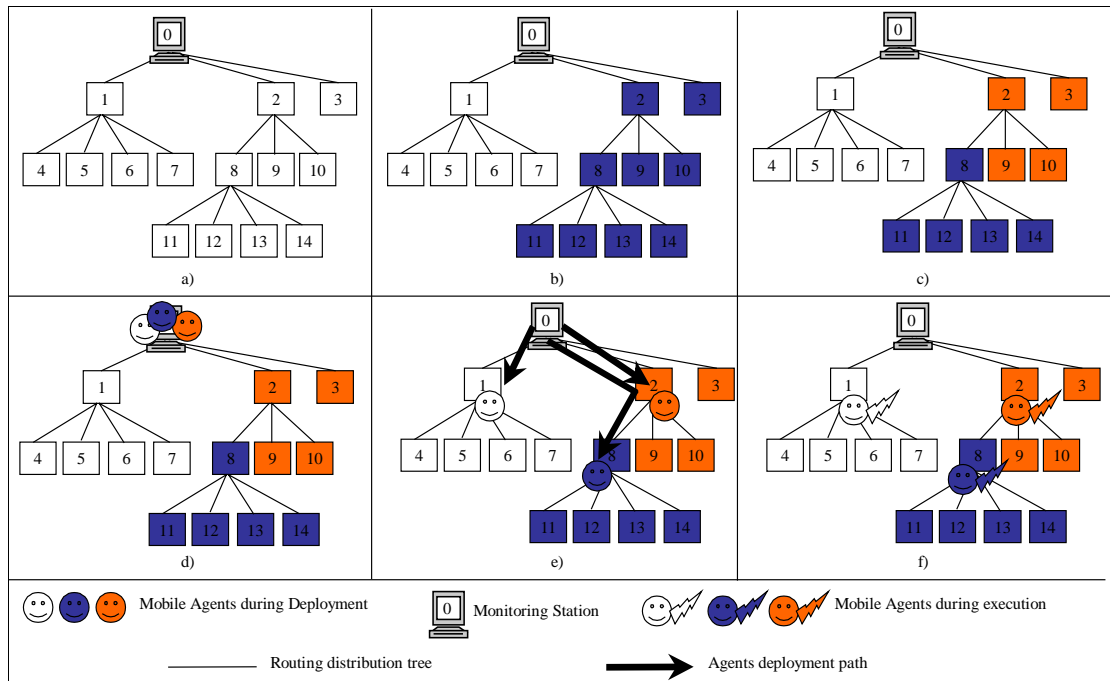 0
1 2 3
4 5 6 7 8 9 10
11 12 13 14
a)
0
1 2 3
4 5 6 7 8 9 10
11 12 13 14
b)
0
1 2 3
4 5 6 7 8 9 10
11 12 13 14
c)
1 2 3
4 5 6 7 8 9 10
11 12 13 14
d)
0
1 2 3
4 5 6 7 8 9 10
11 12 13 14
e)
0
1 2 3
4 5 6 7 8 9 10
11 12 13 14
f)
Mobile Agents during Deployment
0 Monitoring Station
Mobile Agents during execution
Routing distribution tree
Agents deployment path